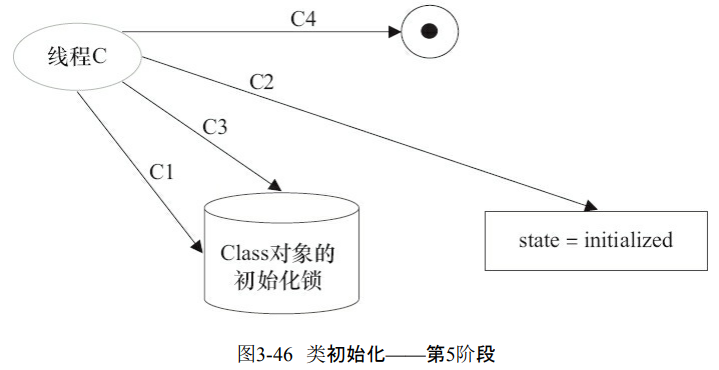 C4
线程C
C2
C3
C1
state = initialized
Class对象的
初始化锁
图3-46 类初始化——第5阶段